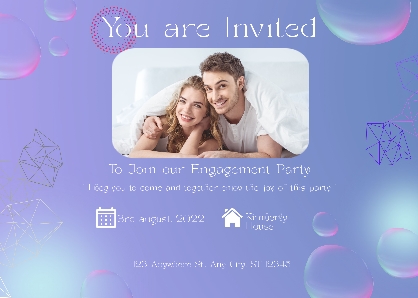 You are Invited
To Join our Engagement Party
I beg you to come and together enjoy the joy of this party
3rd august, 2022
Kimberly
House
123 Anywhere St., Any City, ST 12345